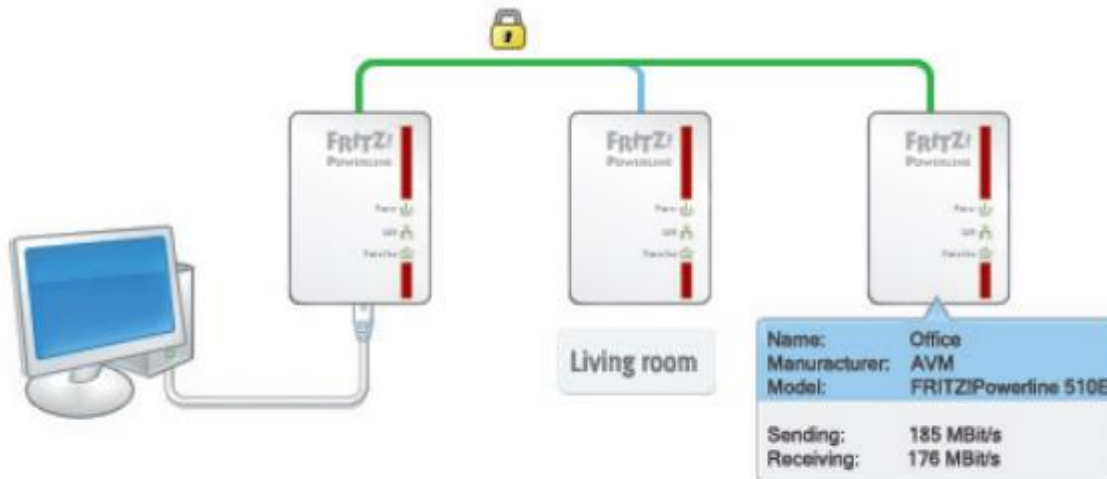 FRITZ!
POWERLINE
FRITZ!
POWERLINE
FRITZ!
POWERLINE
Living room
Name: Office
Manuracturer: AVM
Model: FRITZ!Powerline 510E
Sending: 185 MBit/s
Receiving: 176 MBit/s